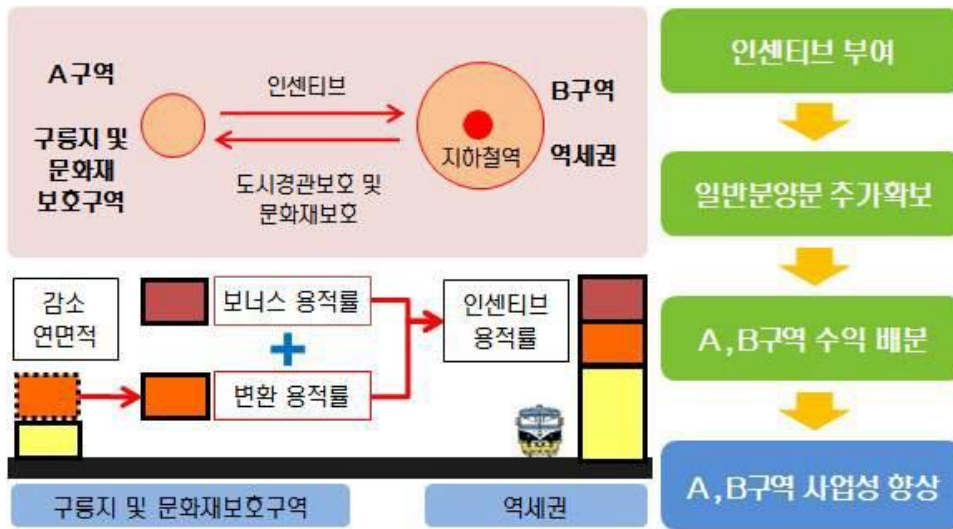 A구역
구릉지 및
문화재
보호구역
인센티브
도시경관보호 및
문화재보호
B구역
지하철역
역세권
감소
연면적
보너스 용적률
변환 용적률
인센티브
용적률
구릉지 및 문화재보호구역
역세권
인센티브 부여
일반분양분 추가확보
A,B구역 수익 배분
A,B구역 사업성 향상